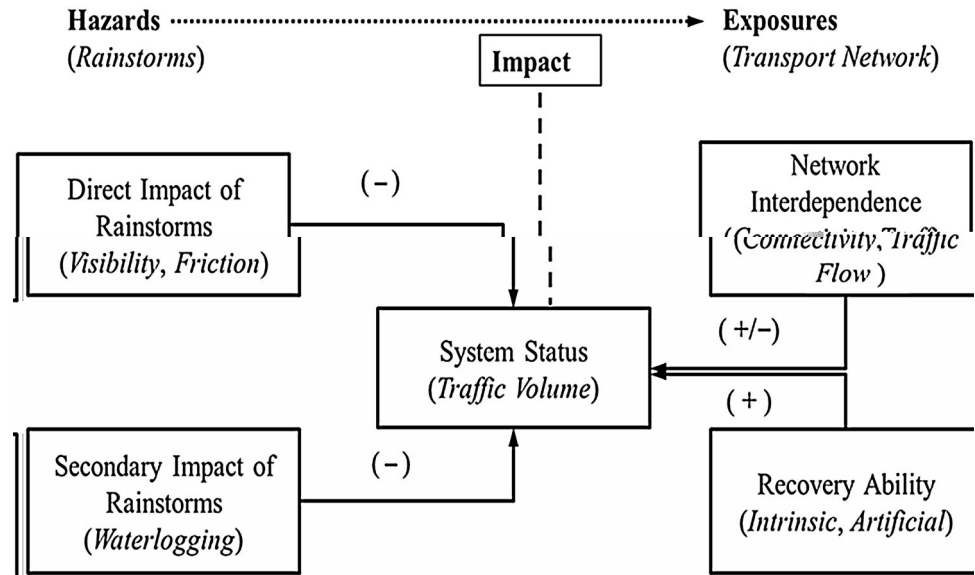 Hazards
(Rainstorms)
Impact
Exposures
(Transport Network)
Direct Impact of
Rainstorms
(Visibility, Friction)
(-)
Network
Interdependence
(Connectivity, Traffic
Flow )
(+/-)
System Status
(Traffic Volume)
(+)
Secondary Impact of
Rainstorms
(Waterlogging)
(-)
Recovery Ability
(Intrinsic, Artificial)